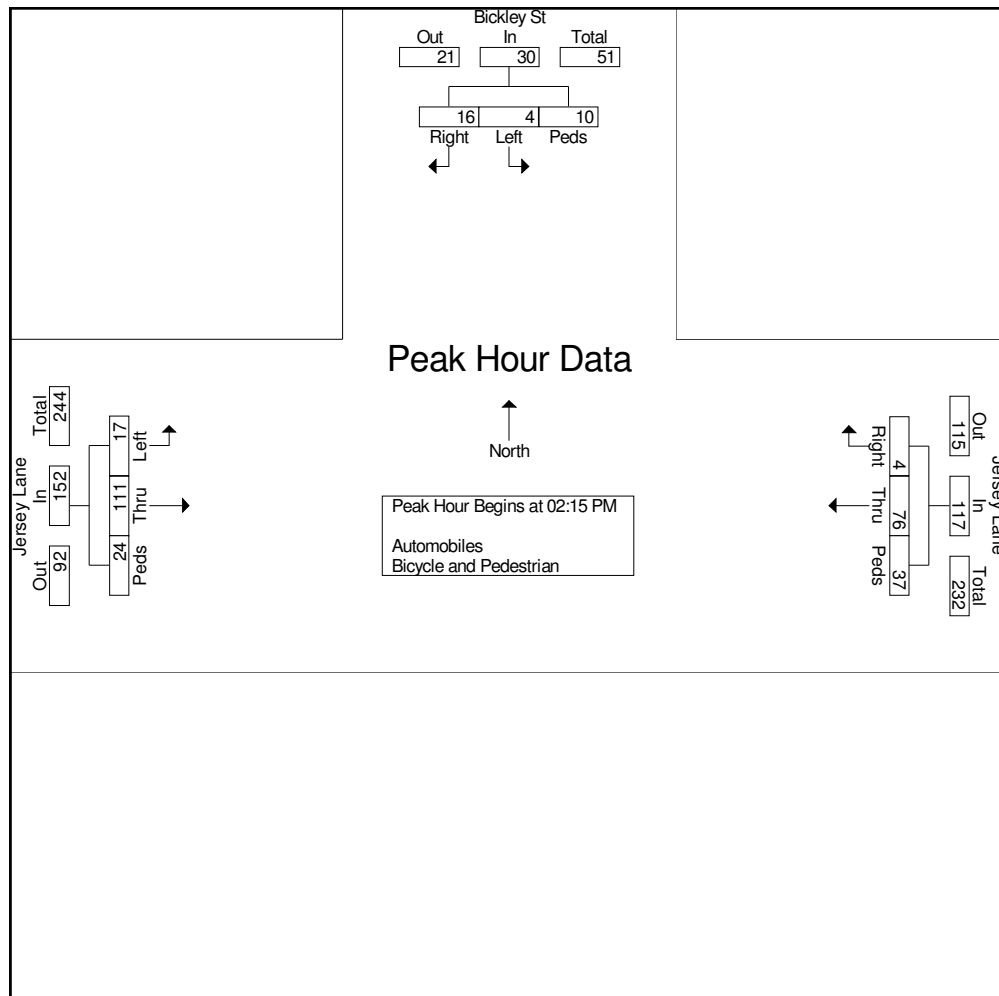 Bickley St
Out In Total
21 30 51
16 4 10
Right Left Peds
Peak Hour Data
North
Peak Hour Begins at 02:15 PM
Automobiles
Bicycle and Pedestrian
Jersey Lane
Out In Total
92 152 244
24 111 17
Peds Thru Left
Jersey Lane
Out In Total
115 117 232
4 76 37
Right Thru Peds